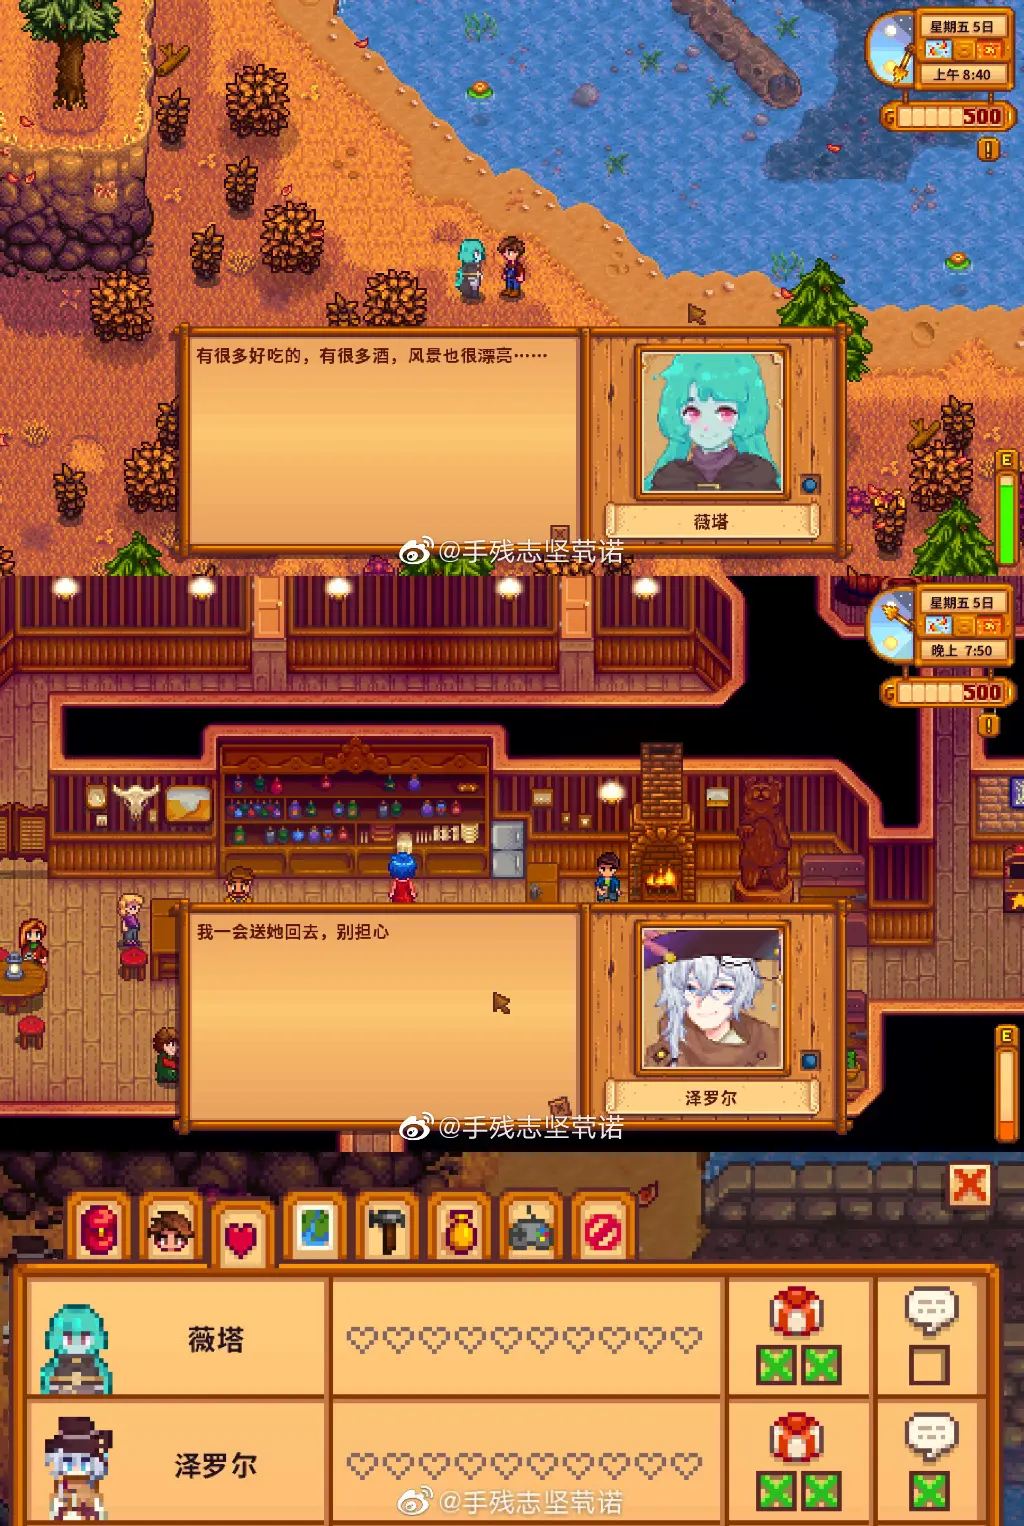 星期五 5日
上午 8:40
G 500
有很多好吃的，有很多酒，风景也很漂亮……
薇塔
E
@手残志坚茕诺
星期五 5日
晚上 7:50
G 500
我一会送她回去，别担心
泽罗尔
E
@手残志坚茕诺
薇塔
泽罗尔
@手残志坚茕诺